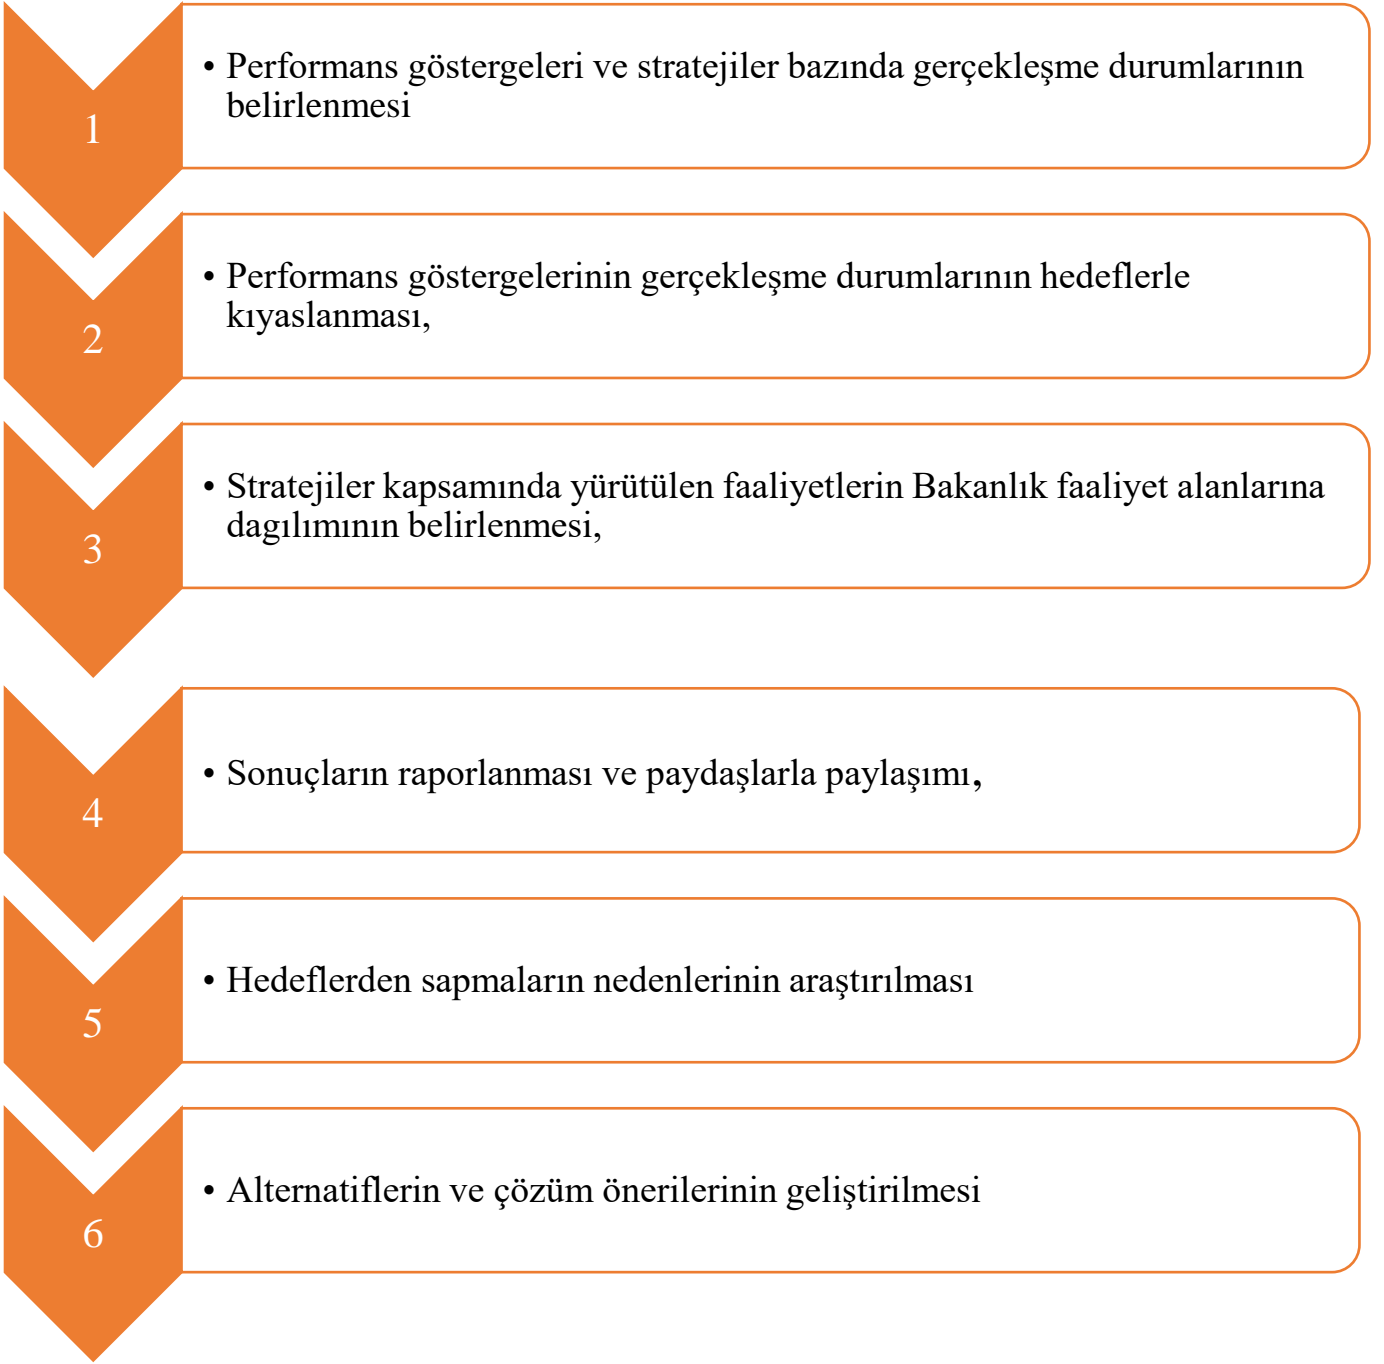 1
• Performans göstergeleri ve stratejiler bazında gerçekleşme durumlarının
belirlenmesi
2
• Performans göstergelerinin gerçekleşme durumlarının hedeflerle
kıyaslanması,
3
• Stratejiler kapsamında yürütülen faaliyetlerin Bakanlık faaliyet alanlarına
dagılımının belirlenmesi,
4
• Sonuçların raporlanması ve paydaşlarla paylaşımı,
5
• Hedeflerden sapmaların nedenlerinin araştırılması
6
• Alternatiflerin ve çözüm önerilerinin geliştirilmesi